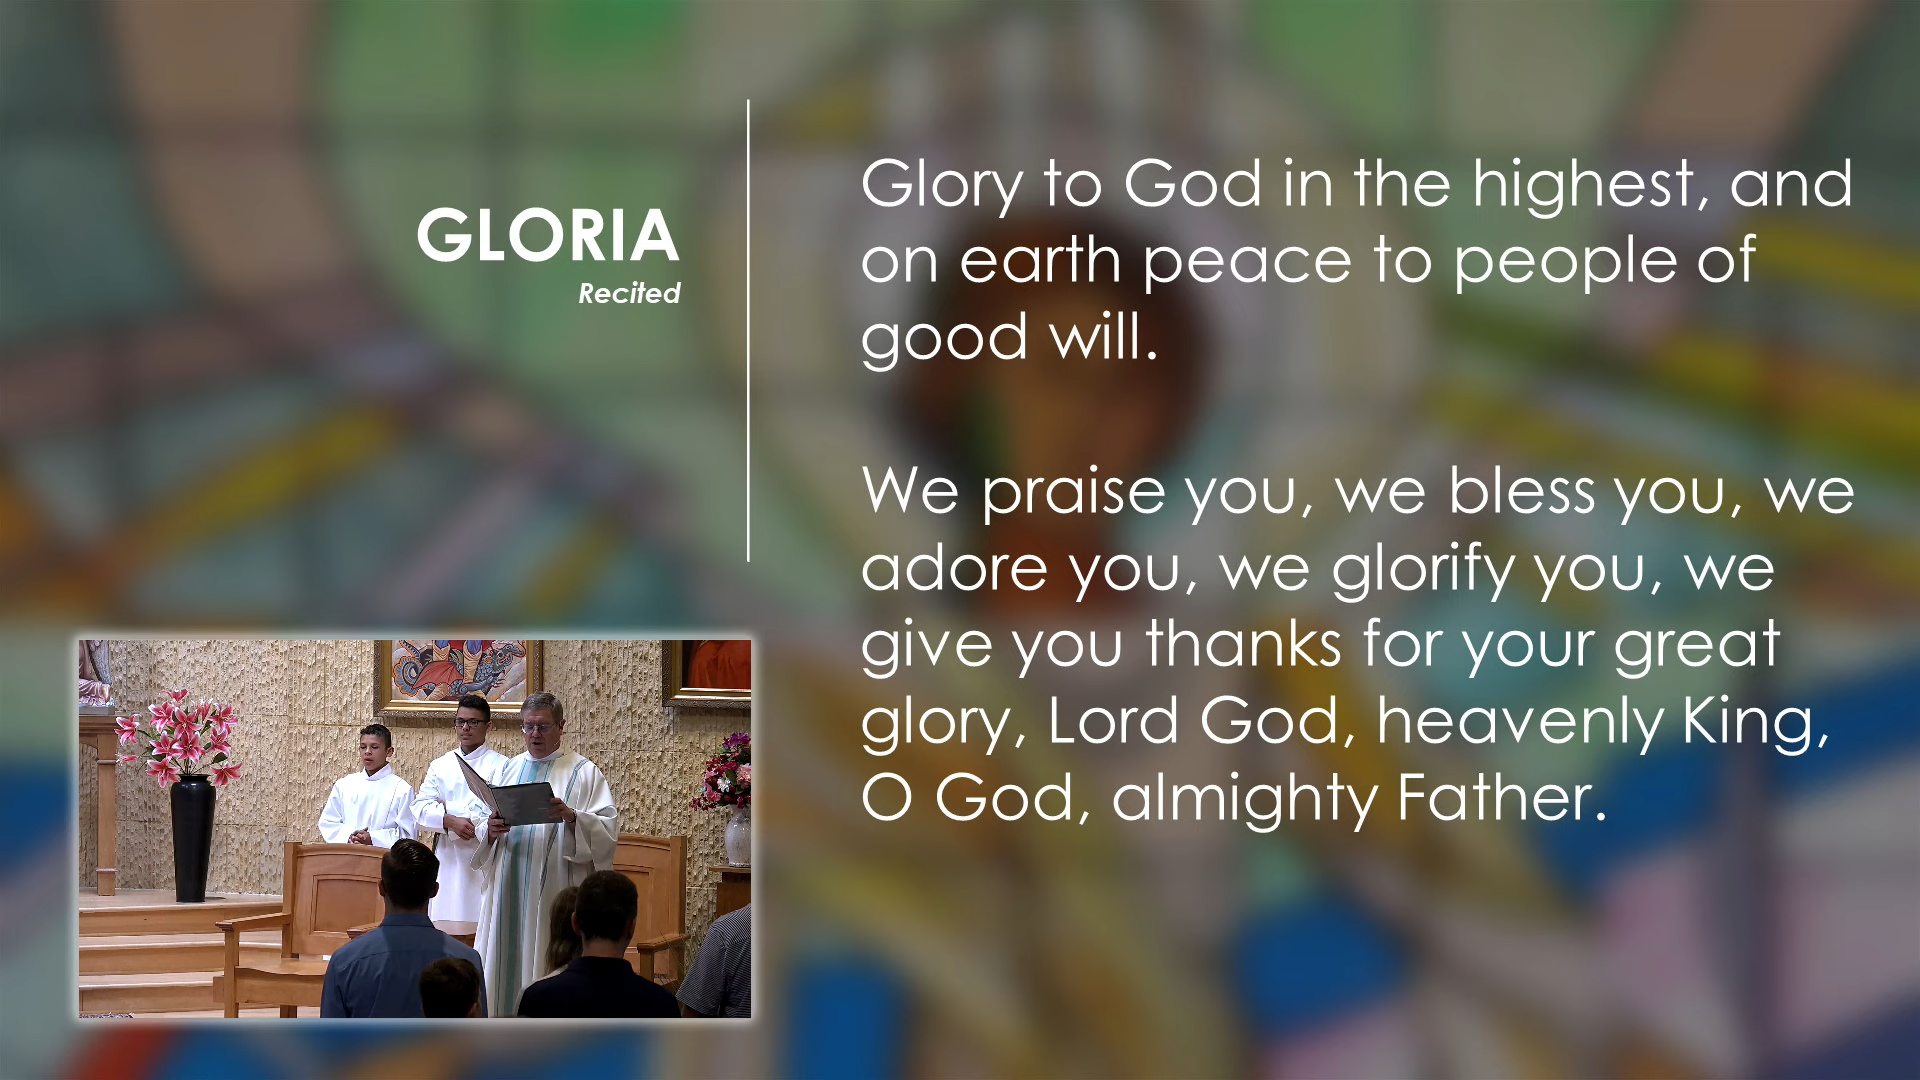 GLORIA
Recited
Glory to God in the highest, and
on earth peace to people of
good will.
We praise you, we bless you, we
adore you, we glorify you, we
give you thanks for your great
glory, Lord God, heavenly King,
O God, almighty Father.